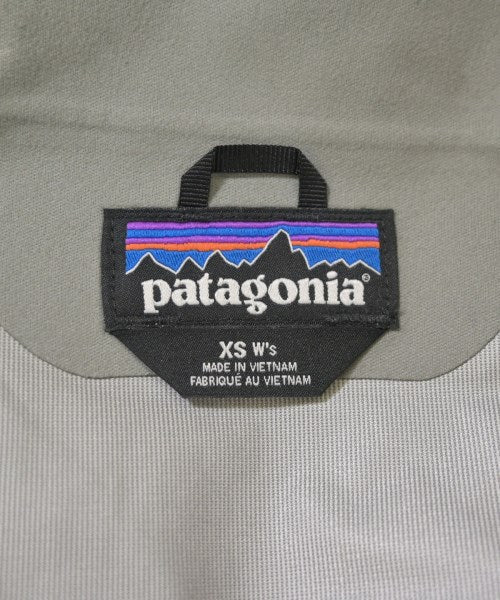 patagonia®
XS W's
MADE IN VIETNAM
FABRIQUÉ AU VIETNAM